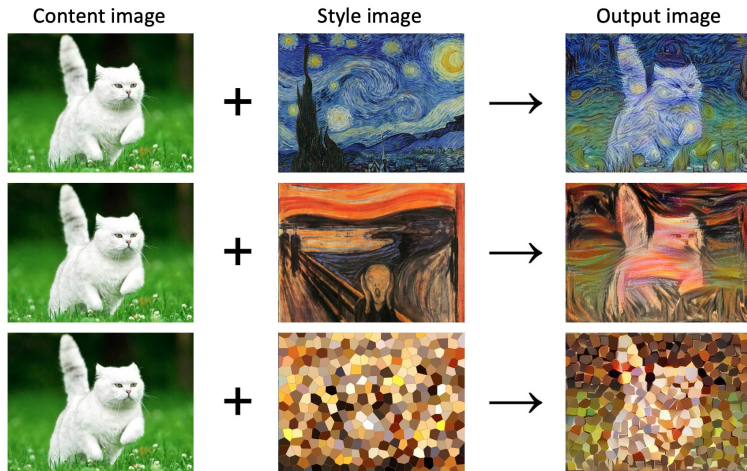 Content image
Style image
Output image
+
→
+
→
+
→